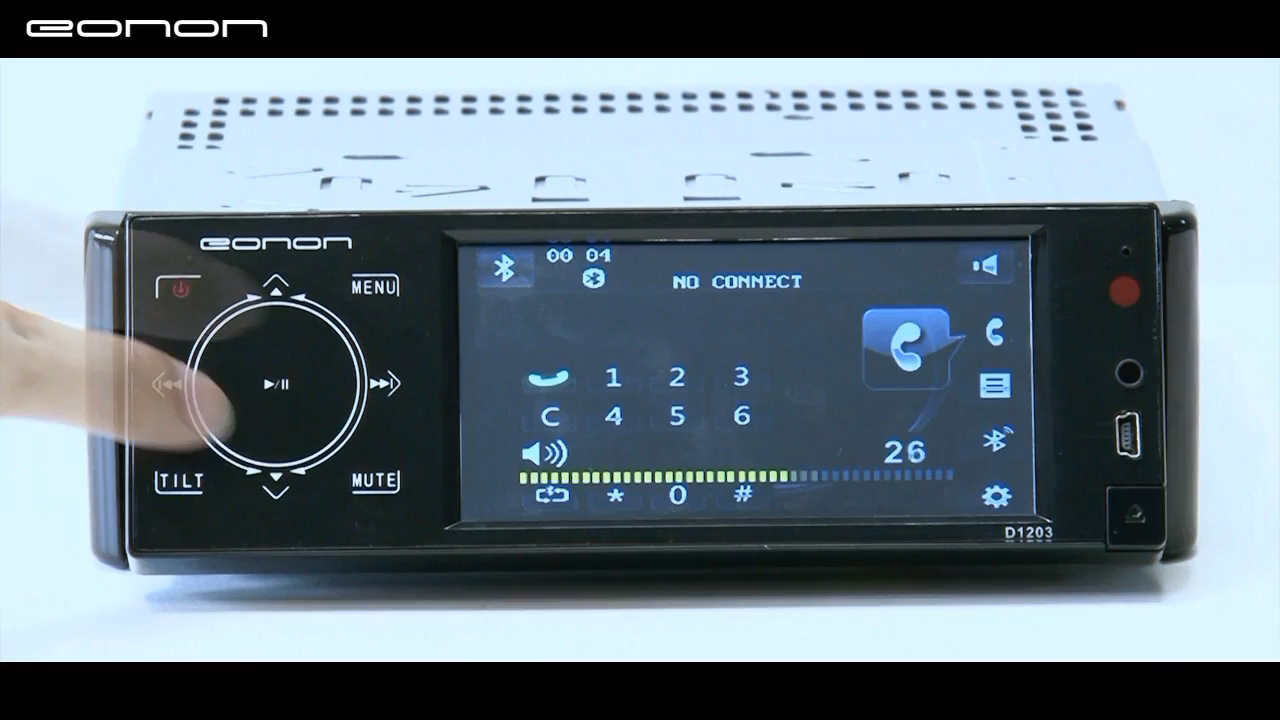 eonon
eonon
MENU
TILT
MUTE
00 04
NO CONNECT
1 2 3
C 4 5 6
26
* 0 #
D1203